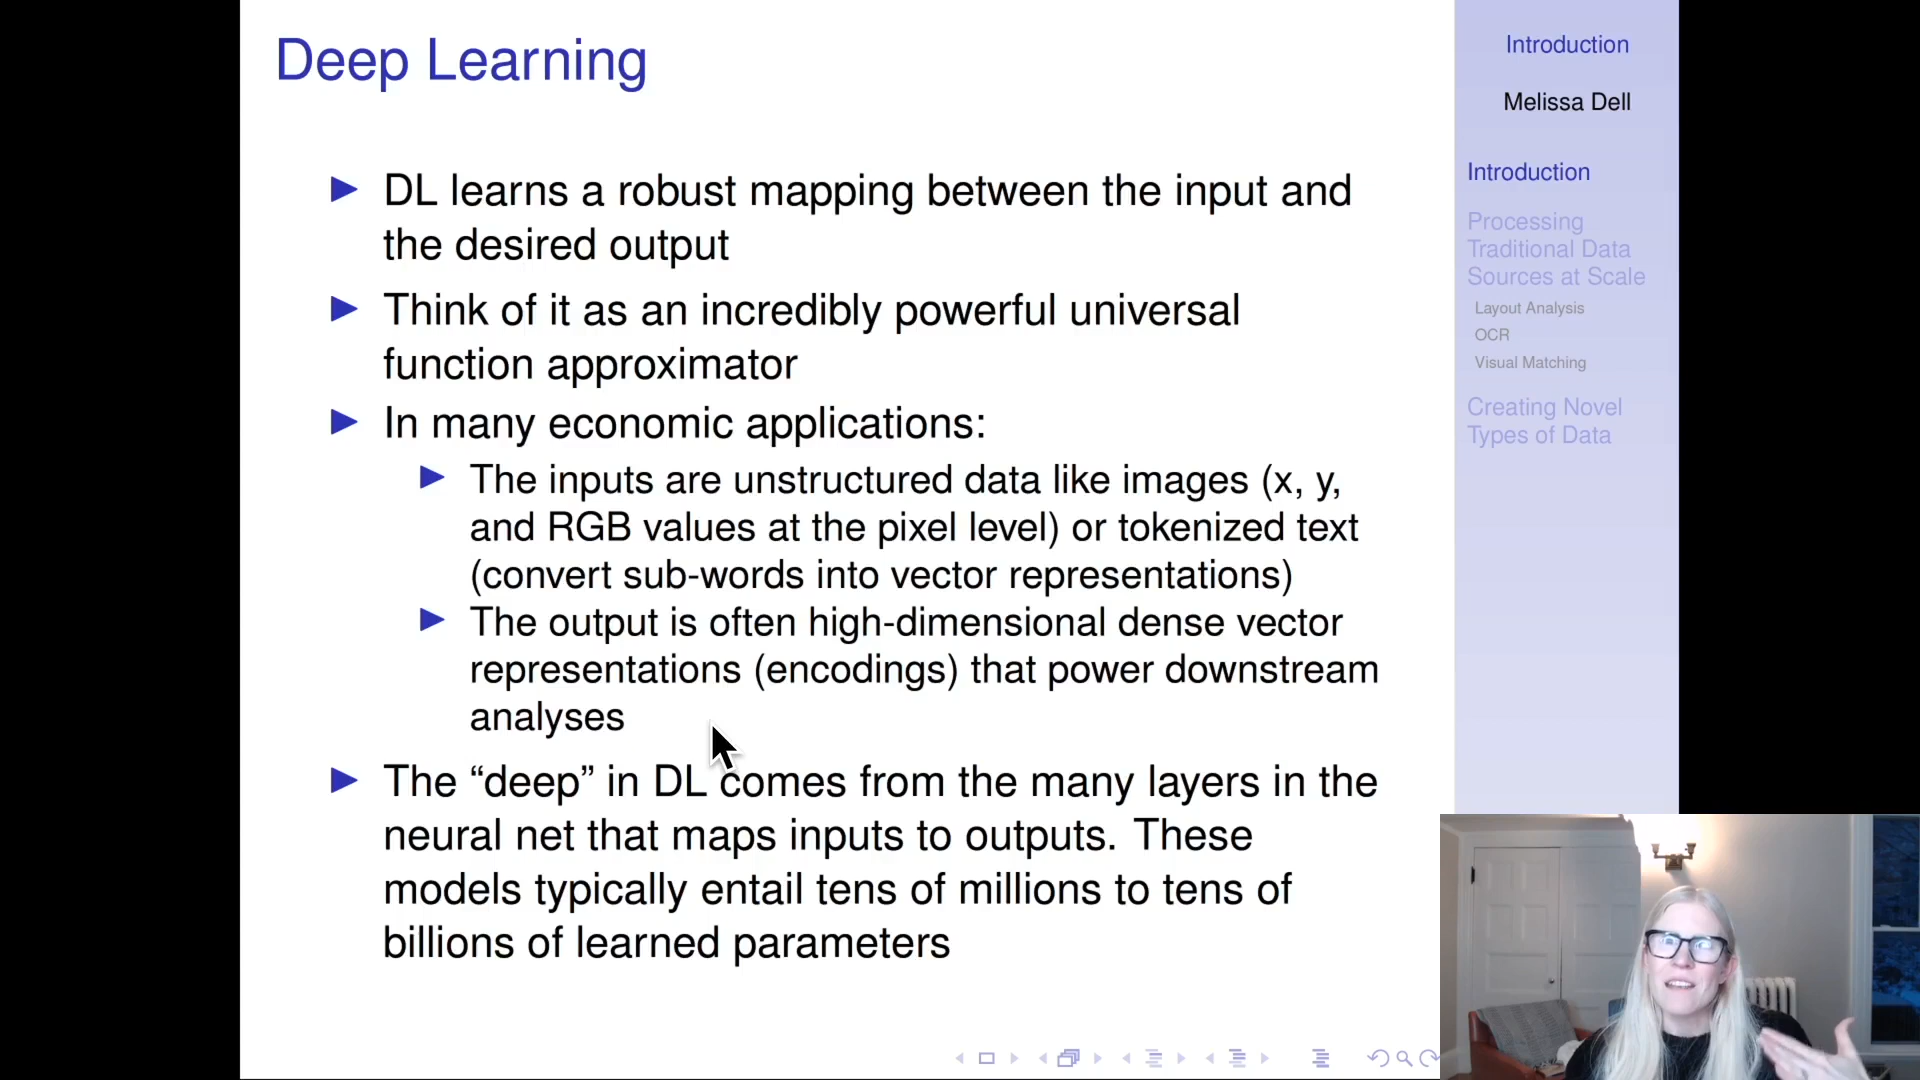 Deep Learning
DL learns a robust mapping between the input and
the desired output
Think of it as an incredibly powerful universal
function approximator
In many economic applications:
The inputs are unstructured data like images (x, y,
and RGB values at the pixel level) or tokenized text
(convert sub-words into vector representations)
The output is often high-dimensional dense vector
representations (encodings) that power downstream
analyses
The “deep” in DL comes from the many layers in the
neural net that maps inputs to outputs. These
models typically entail tens of millions to tens of
billions of learned parameters
Introduction
Melissa Dell
Introduction
Processing
Traditional Data
Sources at Scale
Layout Analysis
OCR
Visual Matching
Creating Novel
Types of Data